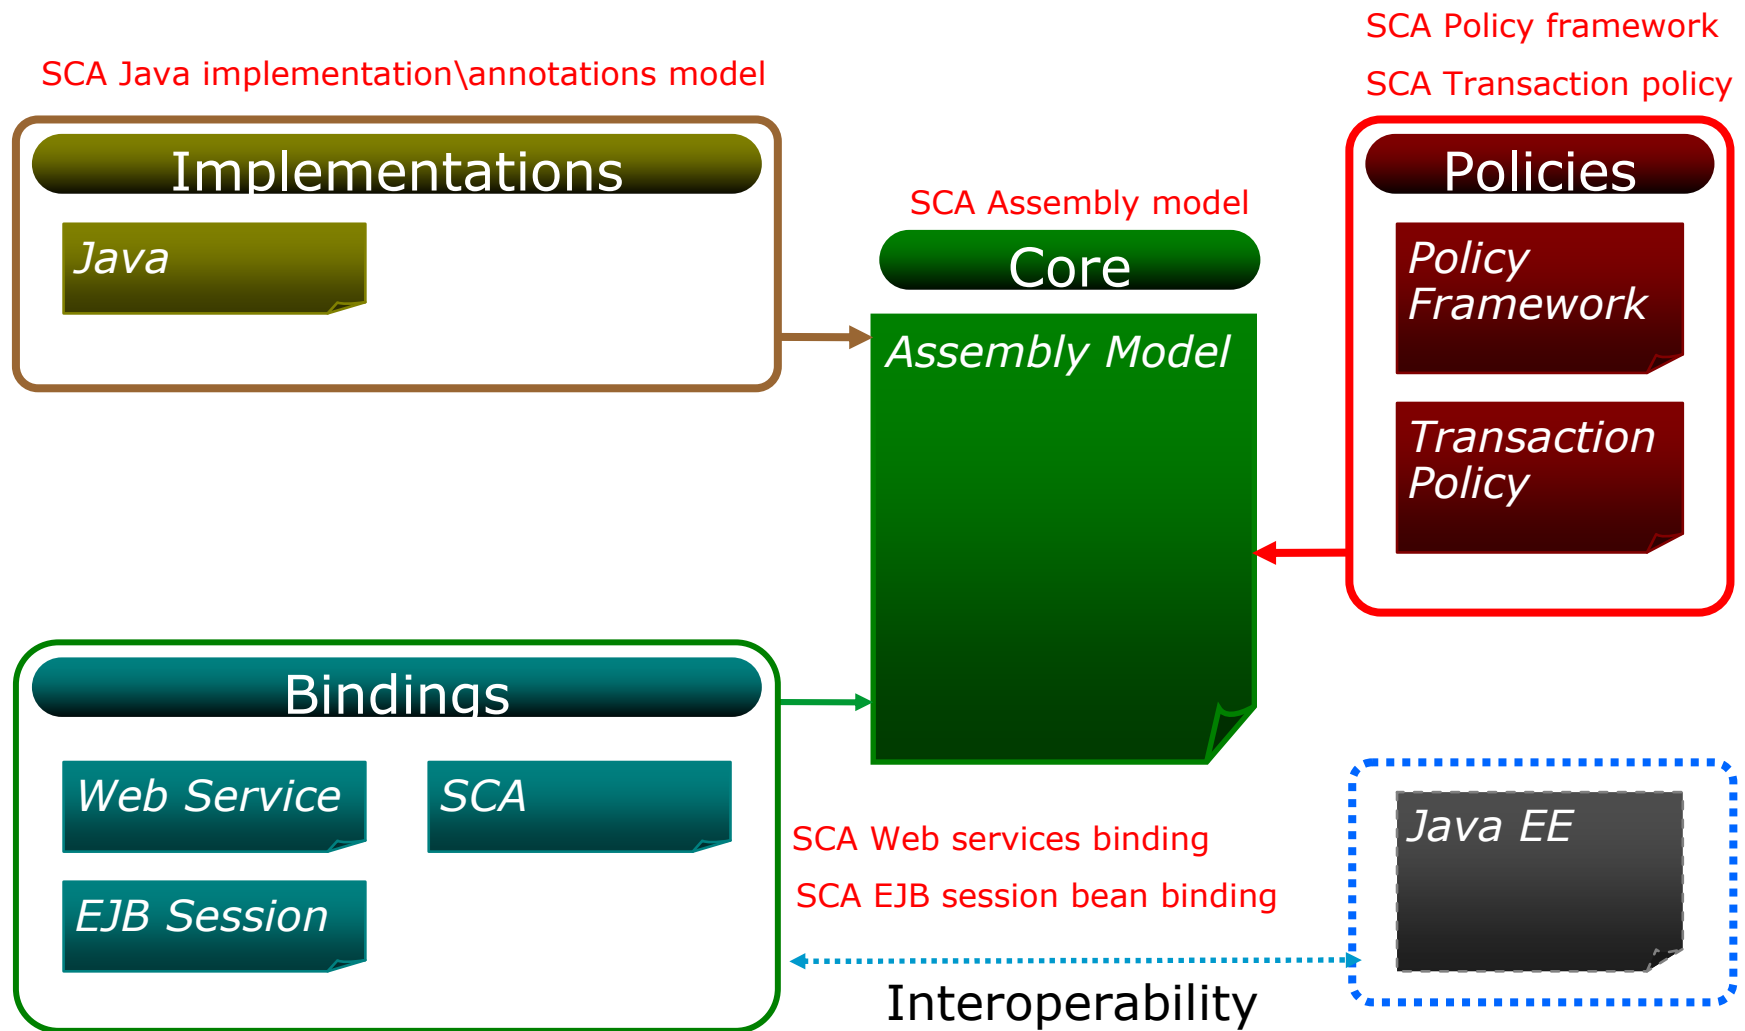 SCA Policy framework
SCA Java implementation\annotations model
SCA Transaction policy
Implementations
Policies
SCA Assembly model
Java
Core
Policy
Framework
Assembly Model
Transaction
Policy
Bindings
Web Service
SCA
SCA Web services binding
Java EE
SCA EJB session bean binding
EJB Session
Interoperability